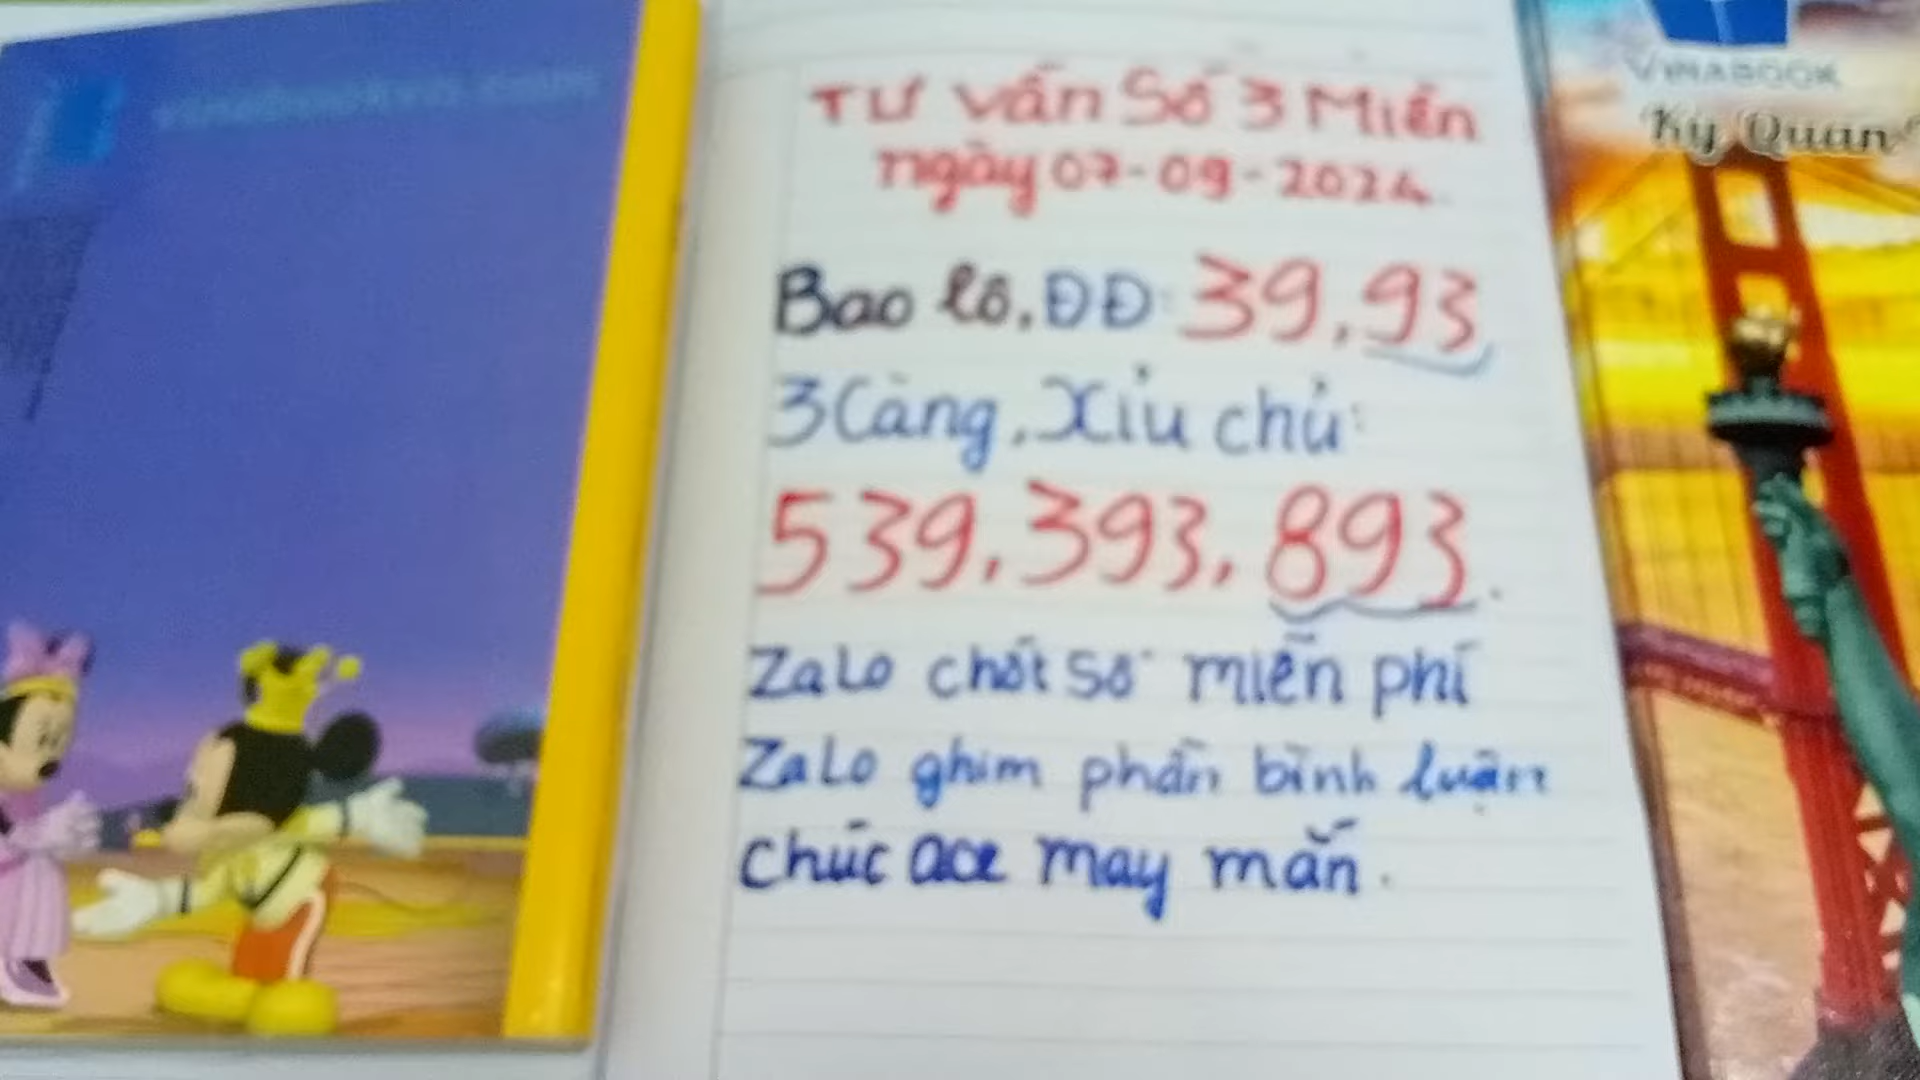 Tư vấn Số 3 Miền
ngày 07-09-2024
Bao lô, ĐĐ: 39, 93
3 Càng, Xỉu chủ:
539, 393, 893.
Zalo chốt số miễn phí
Zalo ghim phần bình luận
Chúc ace may mắn.
VINABOOK
Kỳ Quan